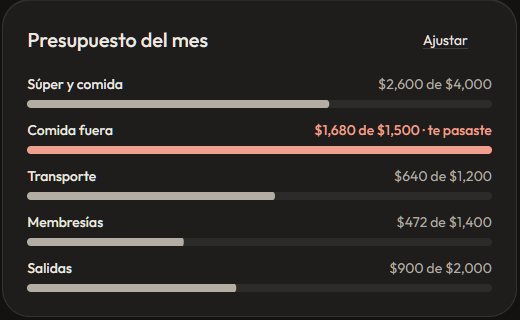 Presupuesto del mes
Ajustar
Súper y comida
$2,600 de $4,000
Comida fuera
$1,680 de $1,500 · te pasaste
Transporte
$640 de $1,200
Membresías
$472 de $1,400
Salidas
$900 de $2,000